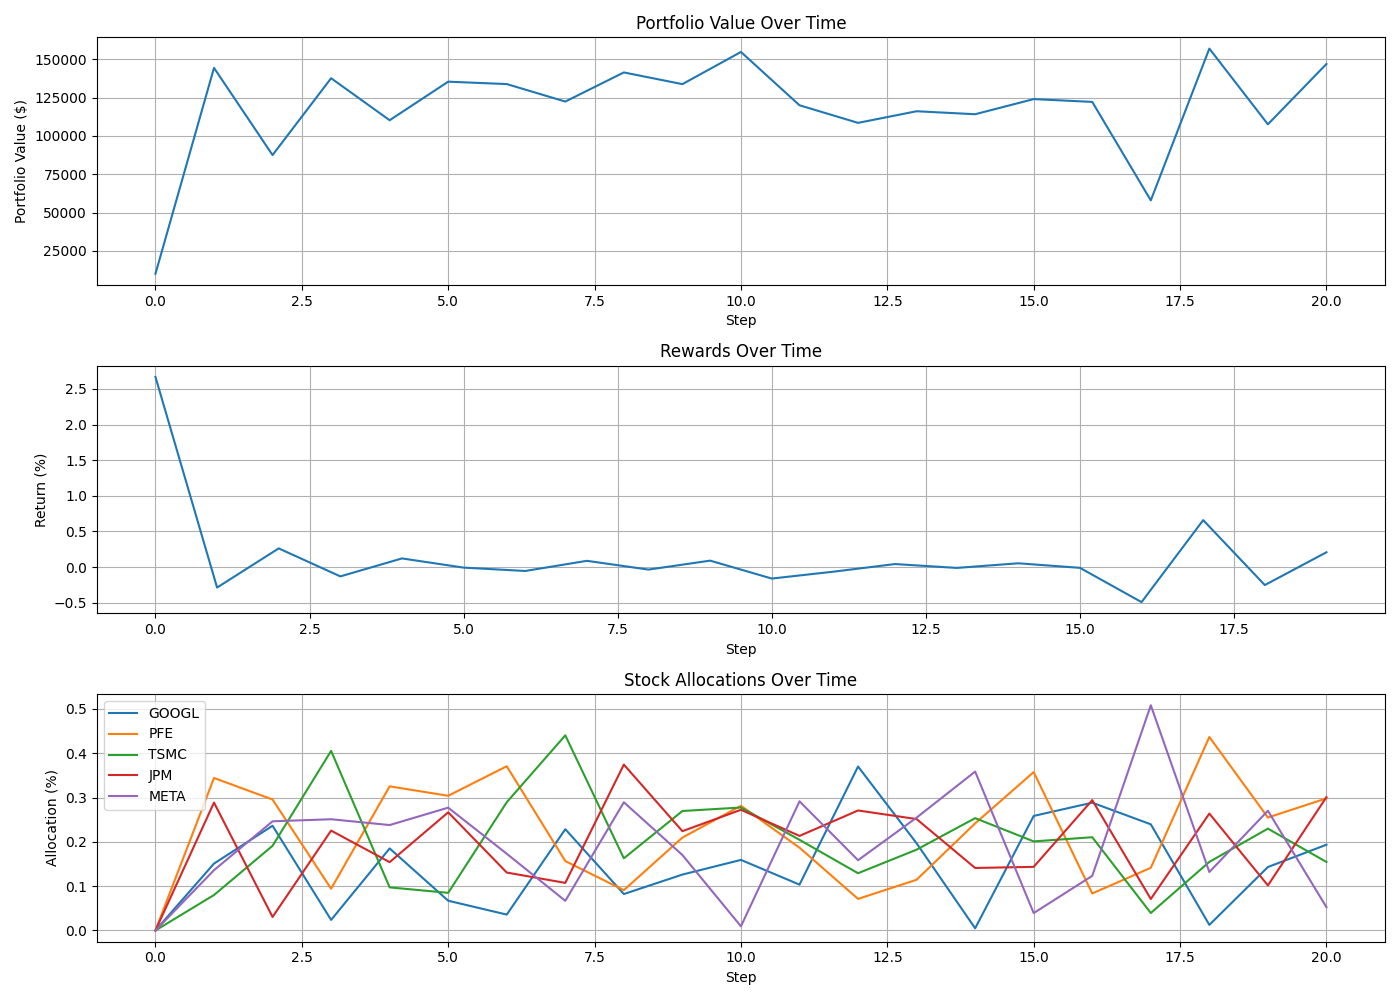 Portfolio Value Over Time
150000
125000
100000
75000
50000
25000
Portfolio Value ($)
0.0 2.5 5.0 7.5 10.0 12.5 15.0 17.5 20.0
Step
Rewards Over Time
2.5
2.0
1.5
1.0
0.5
0.0
−0.5
Return (%)
0.0 2.5 5.0 7.5 10.0 12.5 15.0 17.5
Step
Stock Allocations Over Time
0.5
0.4
0.3
0.2
0.1
0.0
Allocation (%)
GOOGL
PFE
TSMC
JPM
META
0.0 2.5 5.0 7.5 10.0 12.5 15.0 17.5 20.0
Step